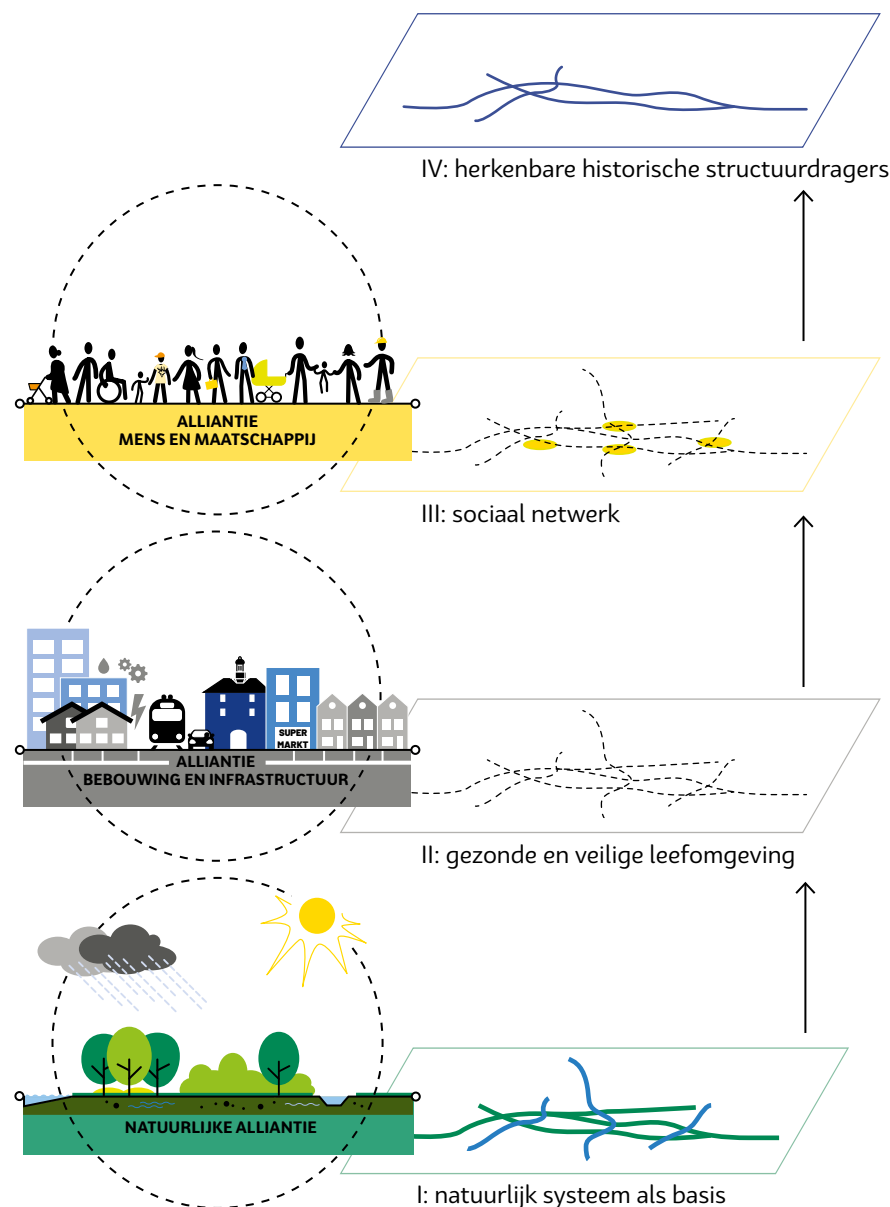 IV: herkenbare historische structuurdragers
ALLIANTIE
MENS EN MAATSCHAPPIJ
III: sociaal netwerk
SUPER
MARKT
ALLIANTIE
BEBOUWING EN INFRASTRUCTUUR
II: gezonde en veilige leefomgeving
NATUURLIJKE ALLIANTIE
I: natuurlijk systeem als basis